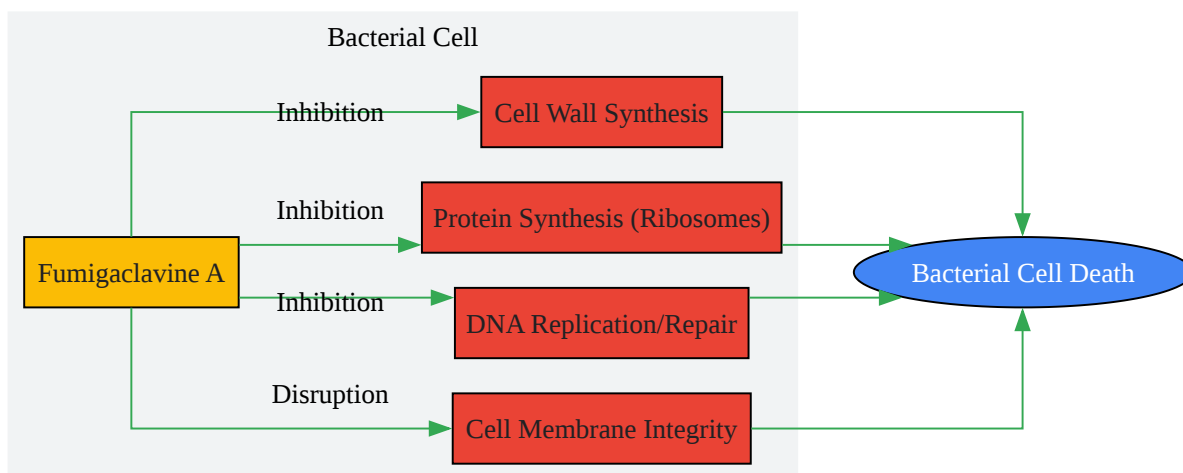 Bacterial Cell
Inhibition
Cell Wall Synthesis
Inhibition
Protein Synthesis (Ribosomes)
Fumigaclavine A
Bacterial Cell Death
Inhibition
DNA Replication/Repair
Disruption
Cell Membrane Integrity